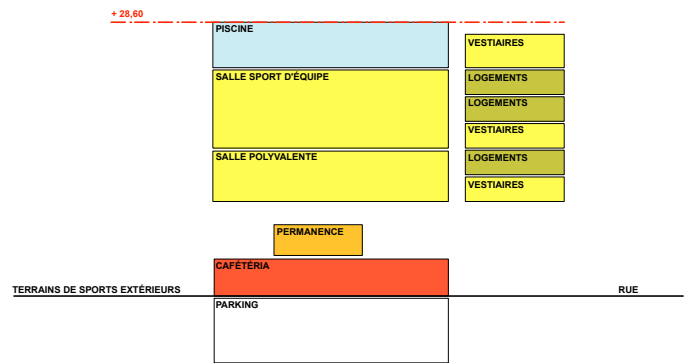 + 28,60
PISCINE
VESTIAIRES
SALLE SPORT D'ÉQUIPE
LOGEMENTS
LOGEMENTS
VESTIAIRES
SALLE POLYVALENTE
LOGEMENTS
VESTIAIRES
PERMANENCE
CAFÉTÉRIA
TERRAINS DE SPORTS EXTÉRIEURS
RUE
PARKING